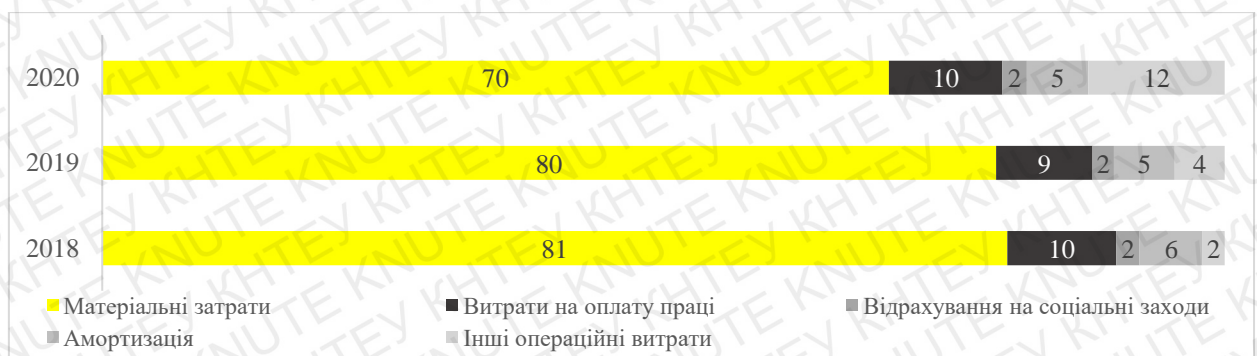 2020 70 10 2 5 12
2019 80 9 2 5 4
2018 81 10 2 6 2
Матеріальні затрати Витрати на оплату праці Відрахування на соціальні заходи
Амортизація Інші операційні витрати